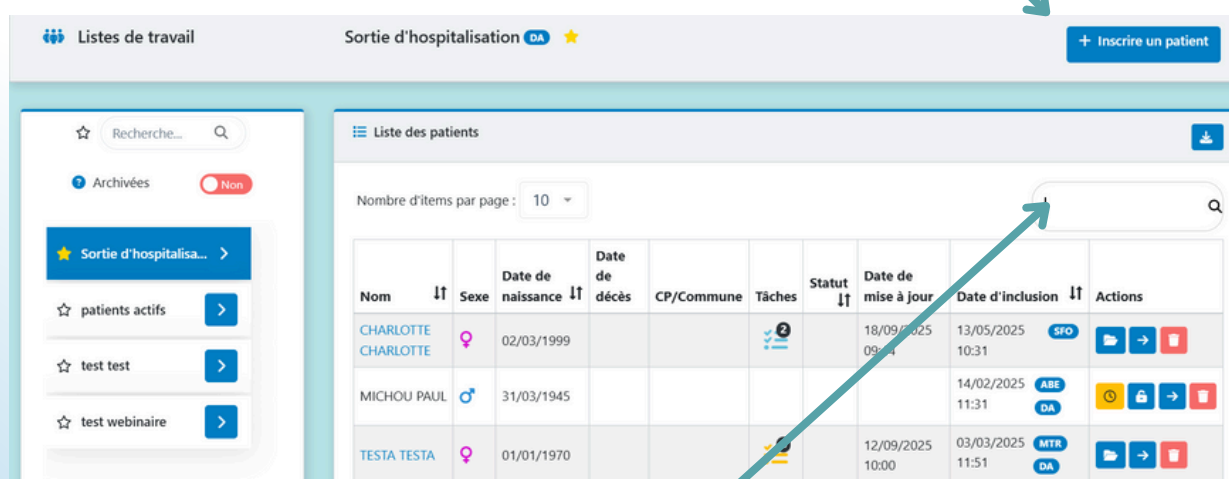 Listes de travail
Sortie d'hospitalisation DA
+ Inscrire un patient
Recherche...
Archivées Non
Sortie d'hospitalisa...
patients actifs
test test
test webinaire
Liste des patients
Nombre d'items par page : 10
Nom Sexe Date de naissance Date de décès CP/Commune Tâches Statut Date de mise à jour Date d'inclusion Actions
CHARLOTTE CHARLOTTE 02/03/1999 2 18/09/2025 13/05/2025 10:31 SFO
MICHOU PAUL 31/03/1945 14/02/2025 11:31 ABE DA
TESTA TESTA 01/01/1970 12/09/2025 10:00 03/03/2025 11:51 MTR DA